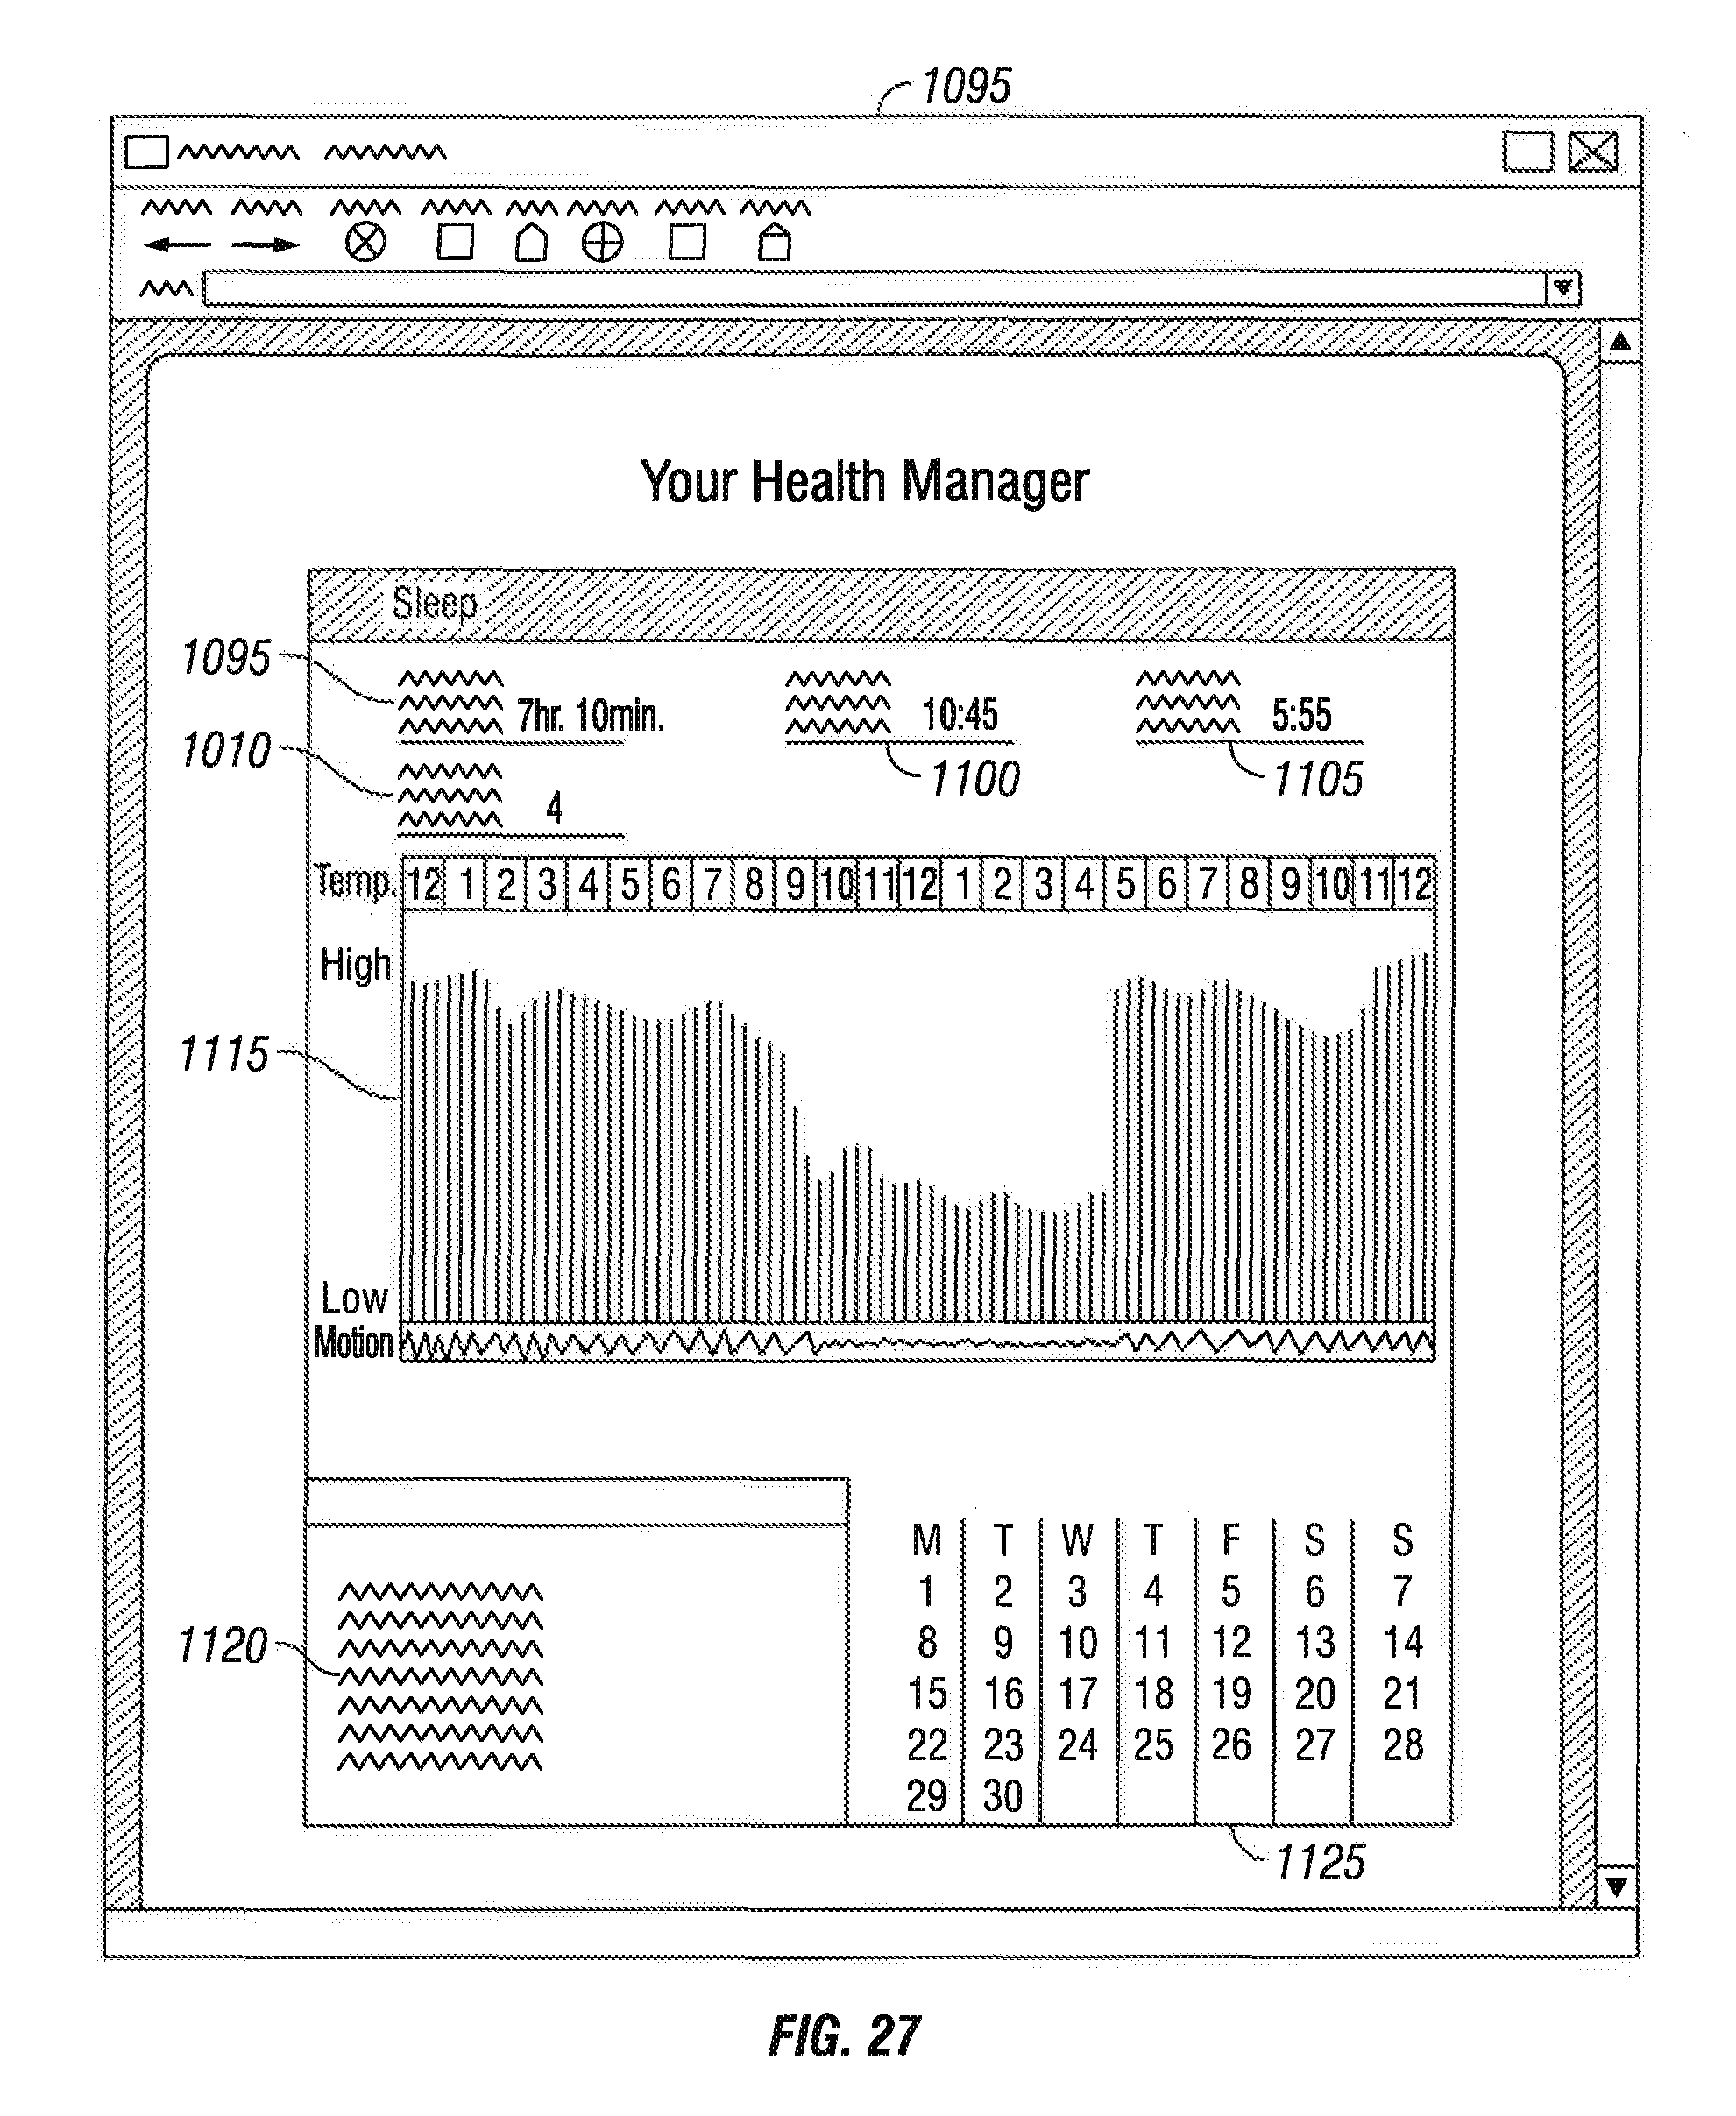 1095
Your Health Manager
Sleep
1095
7hr. 10min.
10:45
5:55
1010
1100
1105
4
Temp. 12 1 2 3 4 5 6 7 8 9 10 11 12 1 2 3 4 5 6 7 8 9 10 11 12
High
1115
Low
Motion
M T W T F S S
1 2 3 4 5 6 7
1120
8 9 10 11 12 13 14
15 16 17 18 19 20 21
22 23 24 25 26 27 28
29 30
1125
FIG. 27